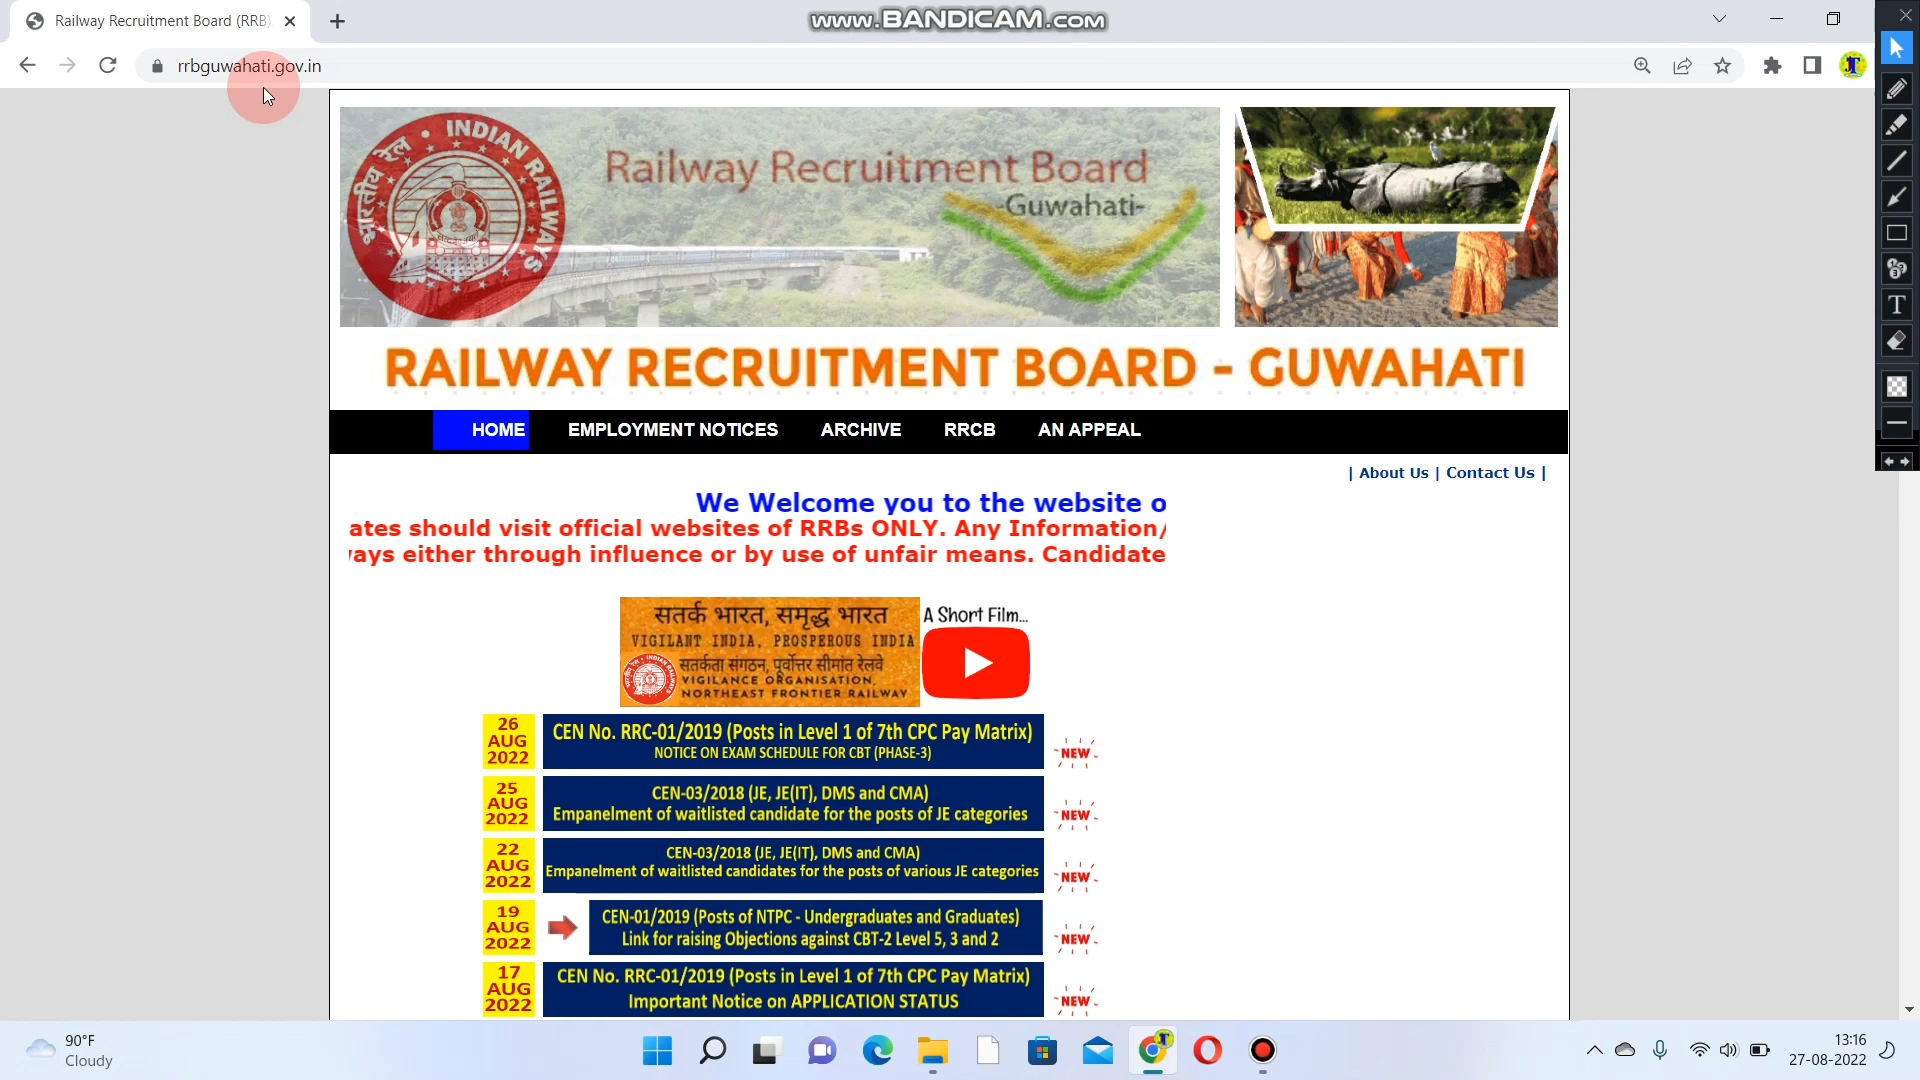 Railway Recruitment Board (RRB)
www.BANDICAM.com
rrbguwahati.gov.in
INDIAN RAILWAYS
भारतीय रेल
Railway Recruitment Board
-Guwahati-
RAILWAY RECRUITMENT BOARD - GUWAHATI
HOME EMPLOYMENT NOTICES ARCHIVE RRCB AN APPEAL
| About Us | Contact Us |
We Welcome you to the website o
ates should visit official websites of RRBs ONLY. Any Information/
ays either through influence or by use of unfair means. Candidate
सतर्क भारत, समृद्ध भारत
VIGILANT INDIA, PROSPEROUS INDIA
सतर्कता संगठन, पूर्वोत्तर सीमांत रेलवे
VIGILANCE ORGANISATION,
NORTHEAST FRONTIER RAILWAY
A Short Film...
26
AUG
2022
CEN No. RRC-01/2019 (Posts in Level 1 of 7th CPC Pay Matrix)
NOTICE ON EXAM SCHEDULE FOR CBT (PHASE-3)
NEW
25
AUG
2022
CEN-03/2018 (JE, JE(IT), DMS and CMA)
Empanelment of waitlisted candidate for the posts of JE categories
NEW
22
AUG
2022
CEN-03/2018 (JE, JE(IT), DMS and CMA)
Empanelment of waitlisted candidates for the posts of various JE categories
NEW
19
AUG
2022
CEN-01/2019 (Posts of NTPC - Undergraduates and Graduates)
Link for raising Objections against CBT-2 Level 5, 3 and 2
NEW
17
AUG
2022
CEN No. RRC-01/2019 (Posts in Level 1 of 7th CPC Pay Matrix)
Important Notice on APPLICATION STATUS
NEW
90°F
Cloudy
13:16
27-08-2022